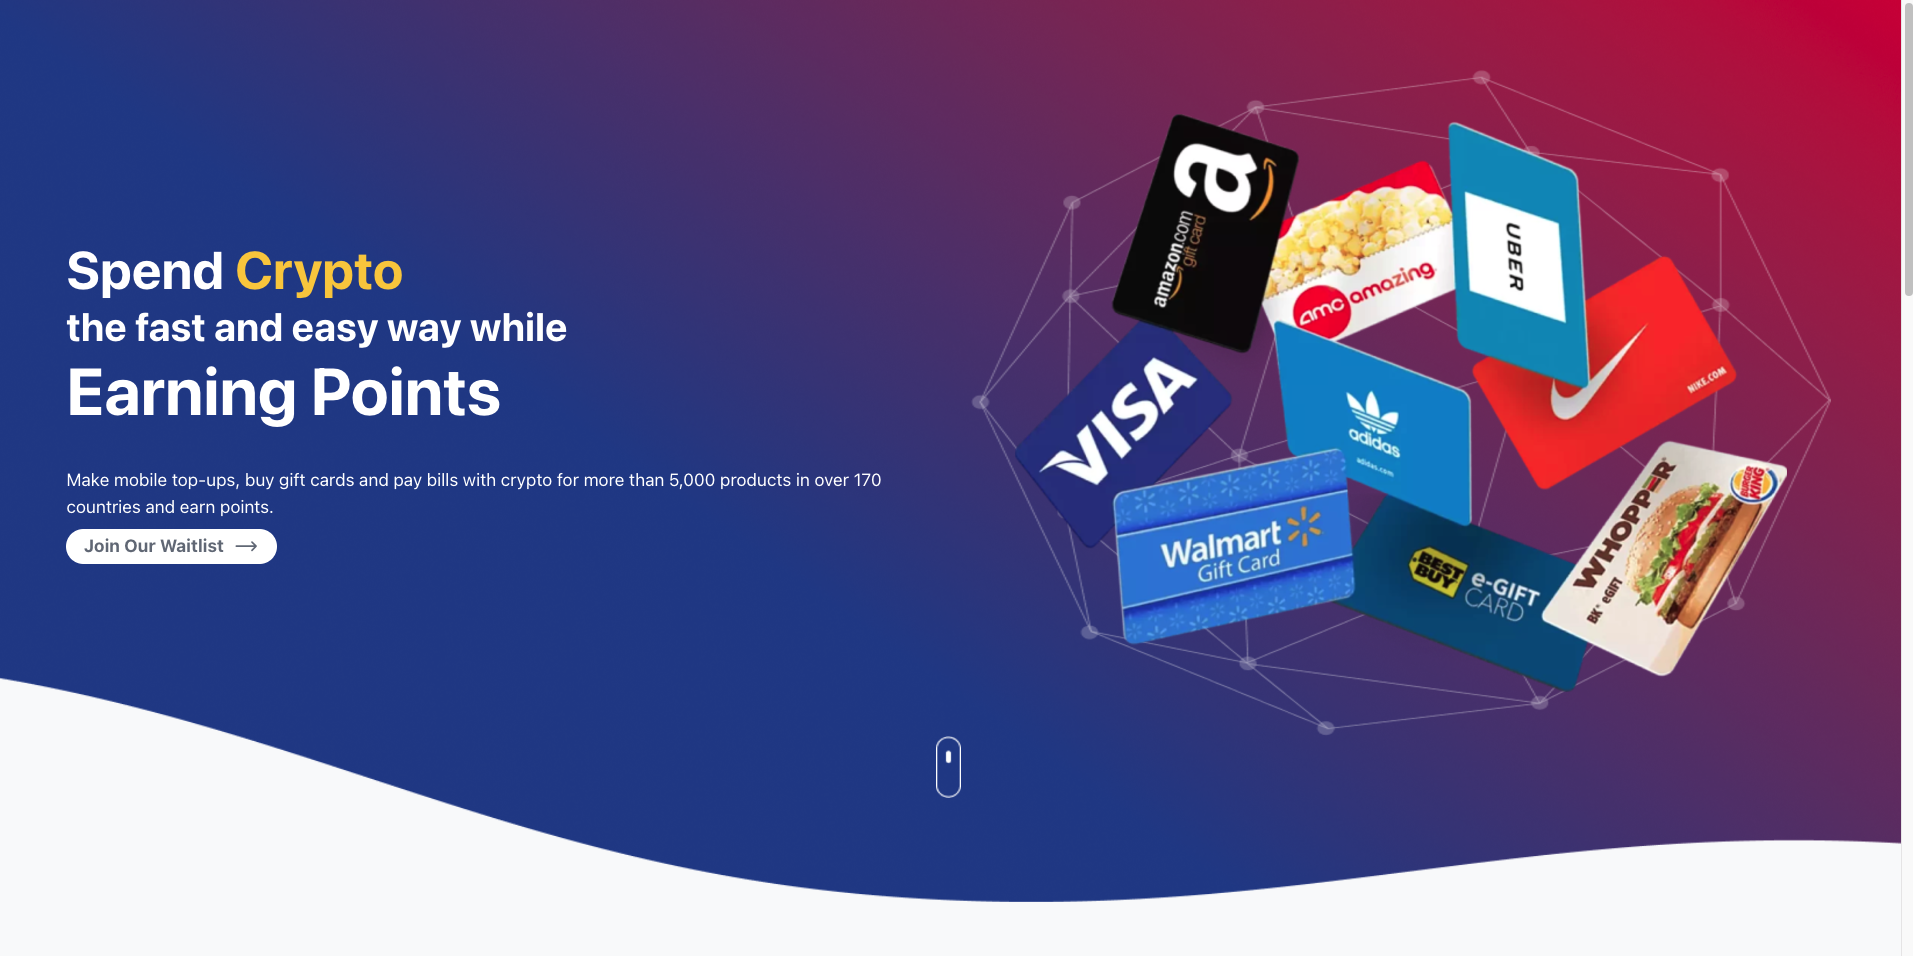 Spend Crypto
the fast and easy way while
Earning Points
Make mobile top-ups, buy gift cards and pay bills with crypto for more than 5,000 products in over 170
countries and earn points.
Join Our Waitlist
a
amazon.com
gift card
amc amazing
UBER
NIKE.COM
VISA
adidas
adidas.com
Walmart
Gift Card
BEST
BUY
e-GIFT
CARD
WHOPPER
BK® eGIFT
BURGER
KING